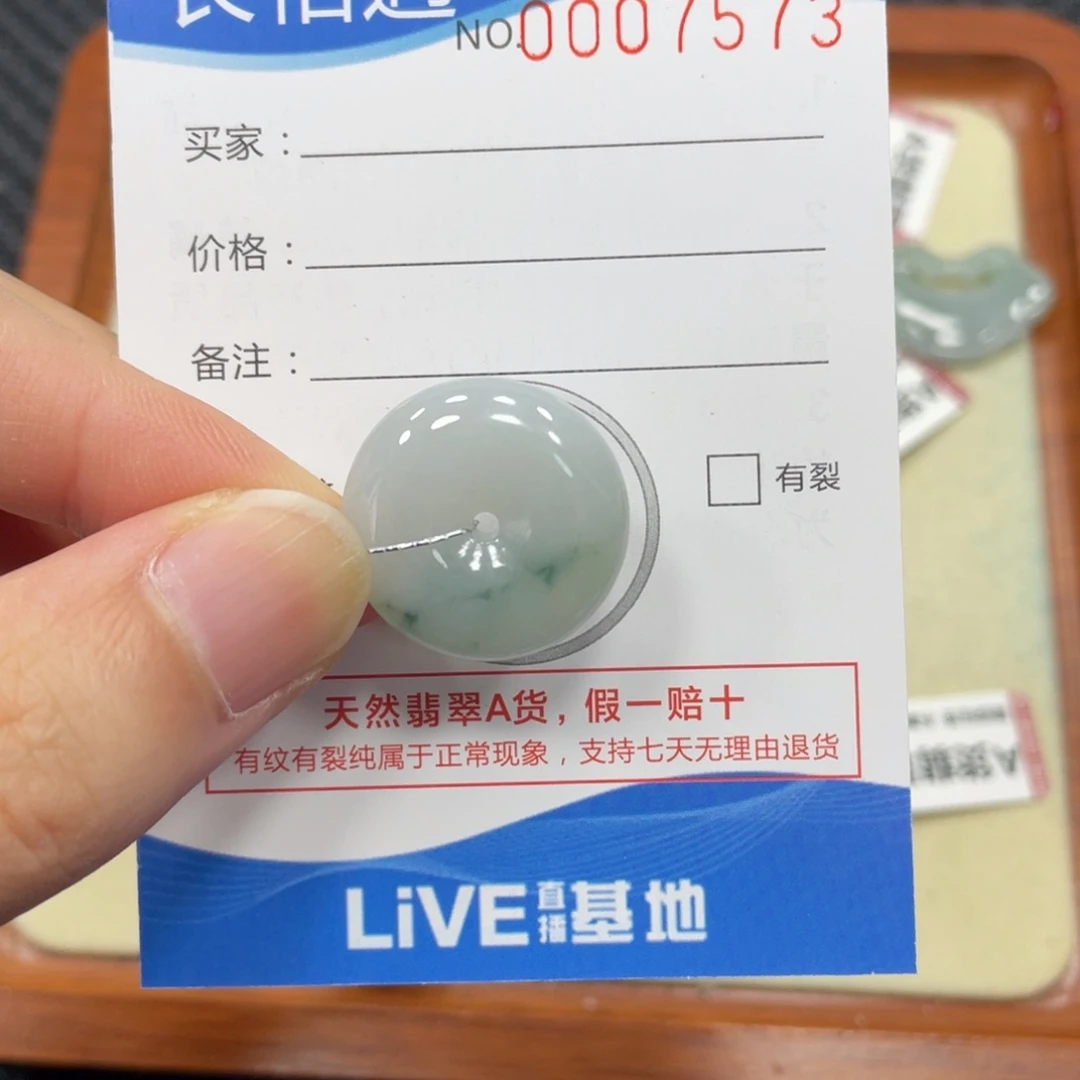 NO.0007573
买家：
价格：
备注：
有裂
天然翡翠A货，假一赔十
有纹有裂纯属于正常现象，支持七天无理由退货
LiVE直播基地